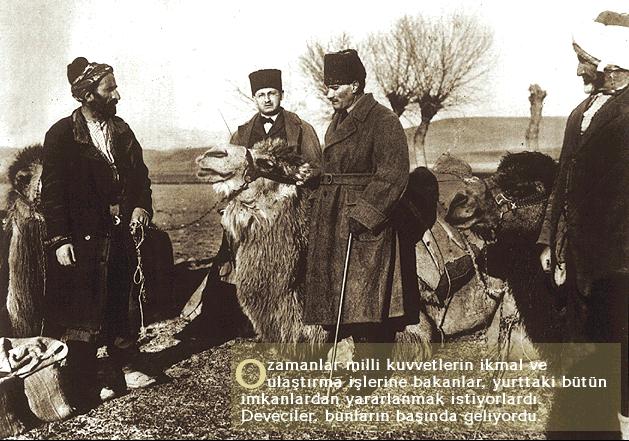 O zamanlar milli kuvvetlerin ikmal ve
ulaştırma işlerine bakanlar, yurttaki bütün
imkanlardan yararlanmak istiyorlardı.
Deveciler, bunların başında geliyordu.